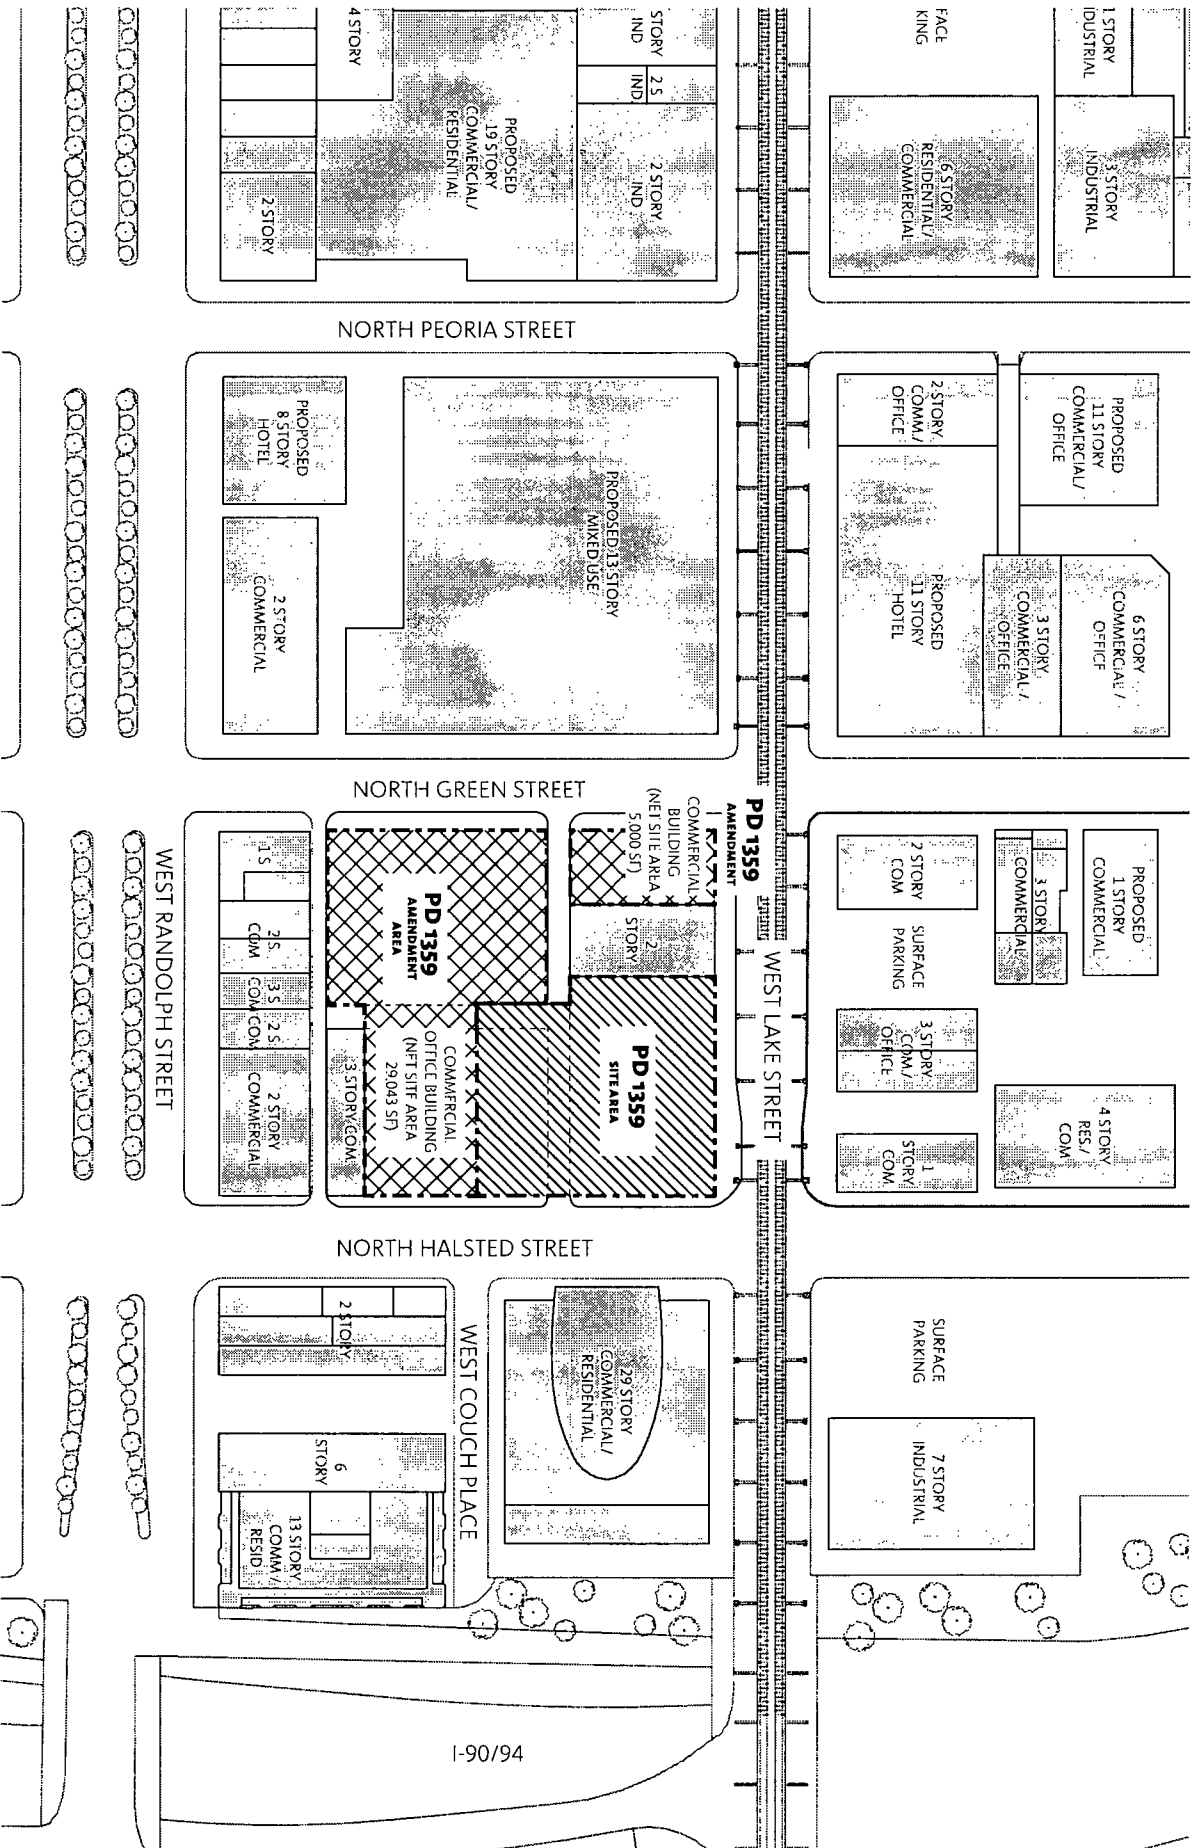 4 STORY
PROPOSED
19 STORY
COMMERCIAL/
RESIDENTIAL
STORY
IND
2 S
IND
2 STORY
IND
2 STORY
FACE
KING
1 STORY
DUSTRIAL
6 STORY
RESIDENTIAL/
COMMERCIAL
3 STORY
INDUSTRIAL
NORTH PEORIA STREET
PROPOSED
8 STORY
HOTEL
2 STORY
COMMERCIAL
PROPOSED 13 STORY
MIXED USE
2 STORY
COMM./
OFFICE
PROPOSED
11 STORY
COMMERCIAL/
OFFICE
PROPOSED
11 STORY
HOTEL
3 STORY
COMMERCIAL /
OFFICE
6 STORY
COMMERCIAL /
OFFICE
NORTH GREEN STREET
WEST RANDOLPH STREET
1 S
2 S
COM
3 S
COM
2 S
COM
2 STORY
COMMERCIAL
PD 1359
AMENDMENT
AREA
COMMERCIAL
OFFICE BUILDING
(NET SITE AREA
29,043 SF)
3 STORY COM
COMMERCIAL
BUILDING
(NET SITE AREA
5,000 SF)
PD 1359
AMENDMENT
2
STORY
PD 1359
SITE AREA
WEST LAKE STREET
2 STORY
COM
SURFACE
PARKING
3 STORY
COM./
OFFICE
1
STORY
COM
3 STORY
COMMERCIAL
PROPOSED
1 STORY
COMMERCIAL
4 STORY
RES./
COM
NORTH HALSTED STREET
2 STORY
6
STORY
13 STORY
COMM/
RESID
WEST COUCH PLACE
29 STORY
COMMERCIAL/
RESIDENTIAL
SURFACE
PARKING
7 STORY
INDUSTRIAL
I-90/94